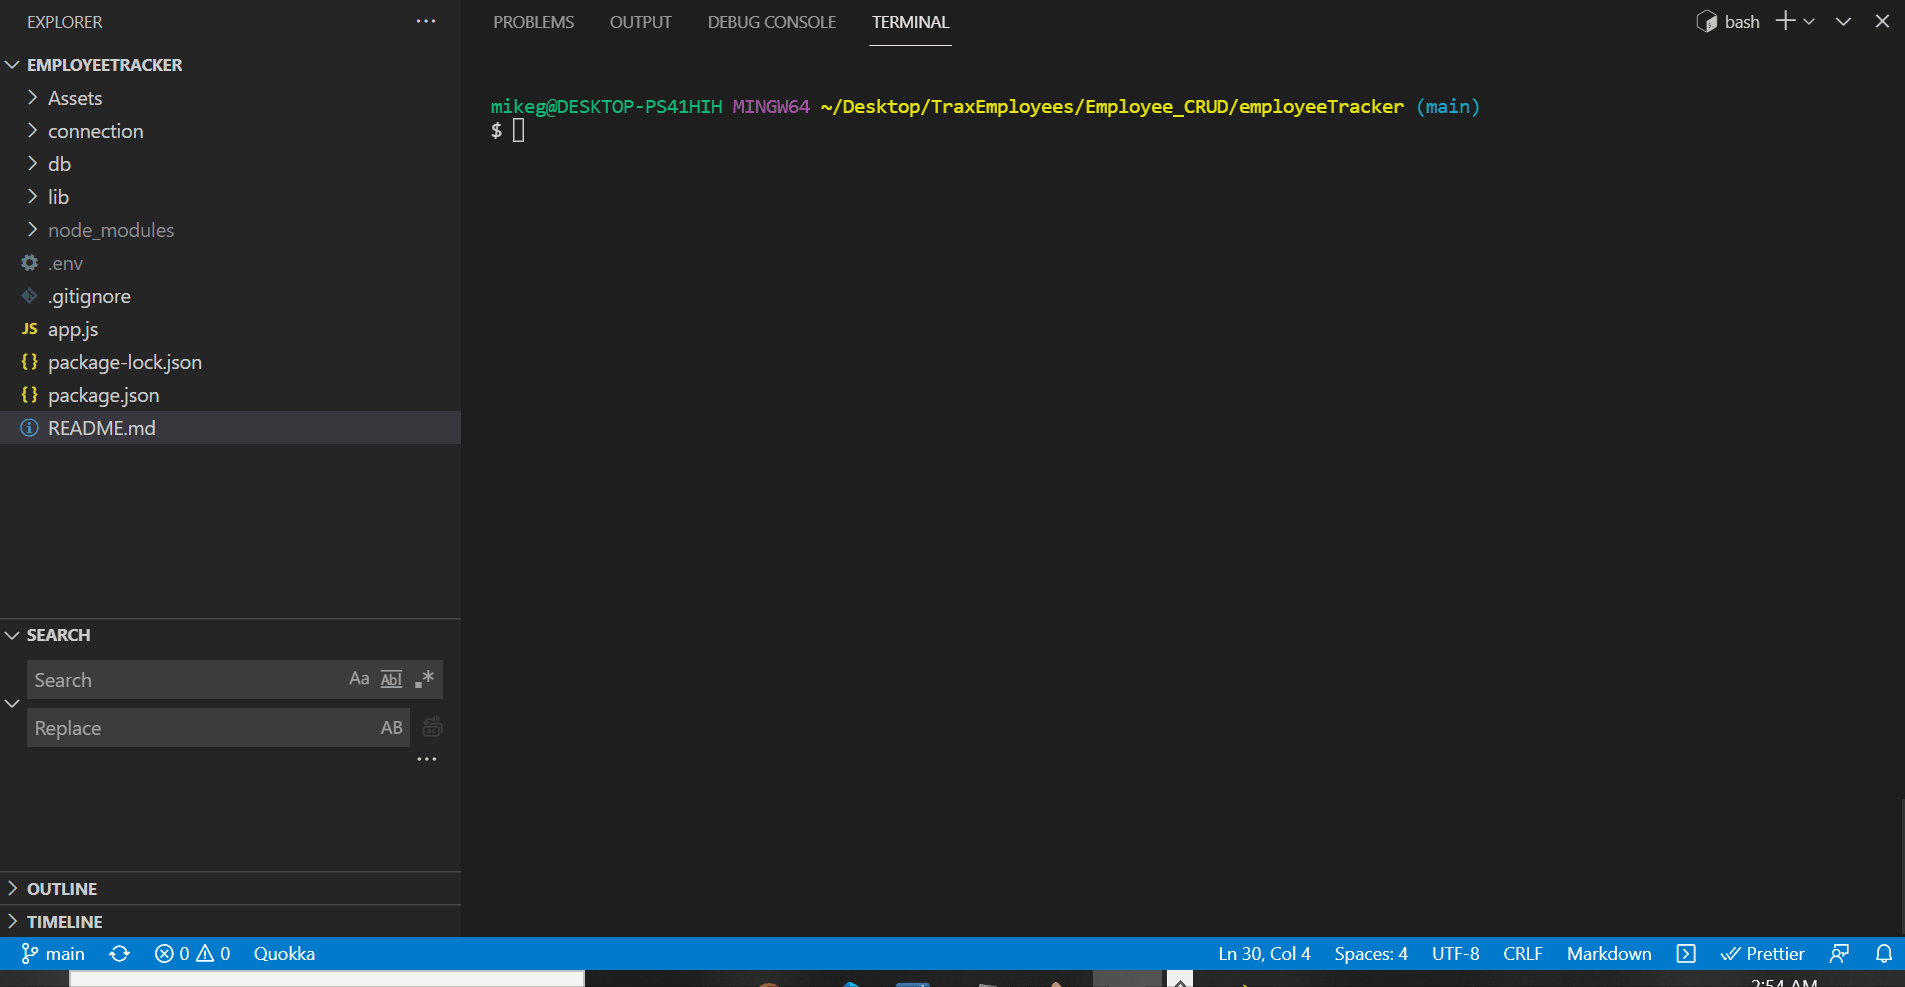 EXPLORER
EMPLOYEETRACKER
Assets
connection
db
lib
node_modules
.env
.gitignore
JS app.js
{} package-lock.json
{} package.json
README.md
SEARCH
Search Aa Abl .*
Replace AB
OUTLINE
TIMELINE
PROBLEMS OUTPUT DEBUG CONSOLE TERMINAL bash
mikeg@DESKTOP-PS41HIH MINGW64 ~/Desktop/TraxEmployees/Employee_CRUD/employeeTracker (main)
$
main 0 0 Quokka Ln 30, Col 4 Spaces: 4 UTF-8 CRLF Markdown Prettier
2:54 AM